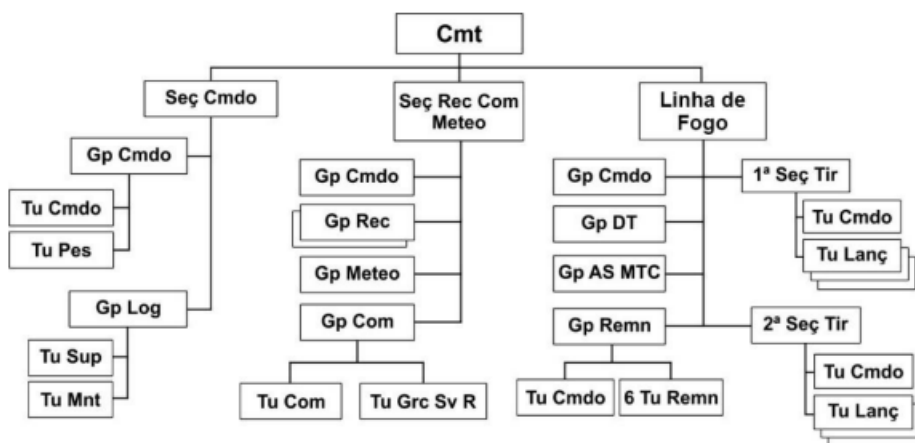 Cmt
Seç Cmdo
Gp Cmdo
Tu Cmdo
Tu Pes
Gp Log
Tu Sup
Tu Mnt
Seç Rec Com
Meteo
Gp Cmdo
Gp Rec
Gp Meteo
Gp Com
Tu Com
Tu Grc Sv R
Linha de
Fogo
Gp Cmdo
Gp DT
Gp AS MTC
Gp Remn
Tu Cmdo
6 Tu Remn
1ª Seç Tir
Tu Cmdo
Tu Lanç
2ª Seç Tir
Tu Cmdo
Tu Lanç